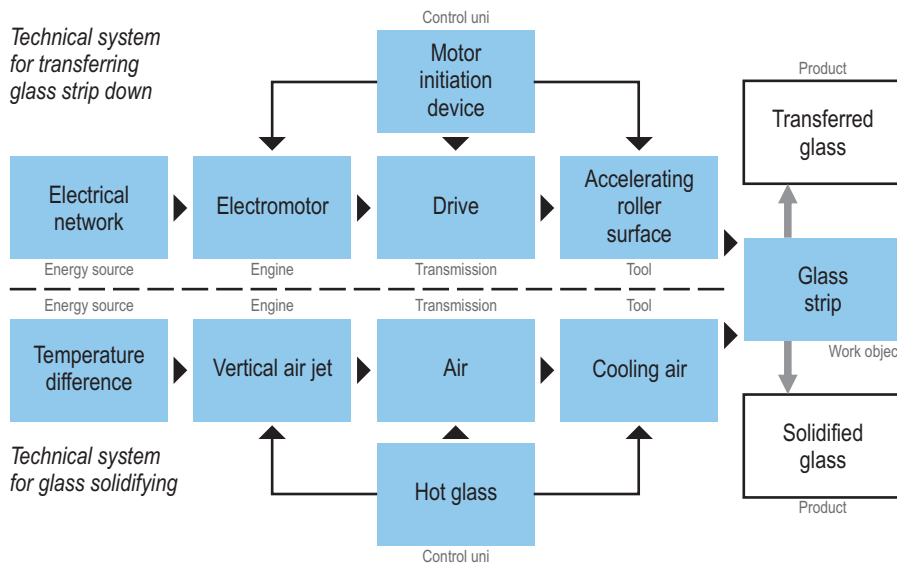 Control uni
Technical system
for transferring
glass strip down
Motor
initiation
device
Product
Transferred
glass
Electrical
network
Electromotor
Drive
Accelerating
roller
surface
Energy source
Engine
Transmission
Tool
Glass
strip
Work objec
Energy source
Engine
Transmission
Tool
Temperature
difference
Vertical air jet
Air
Cooling air
Technical system
for glass solidifying
Hot glass
Control uni
Solidified
glass
Product